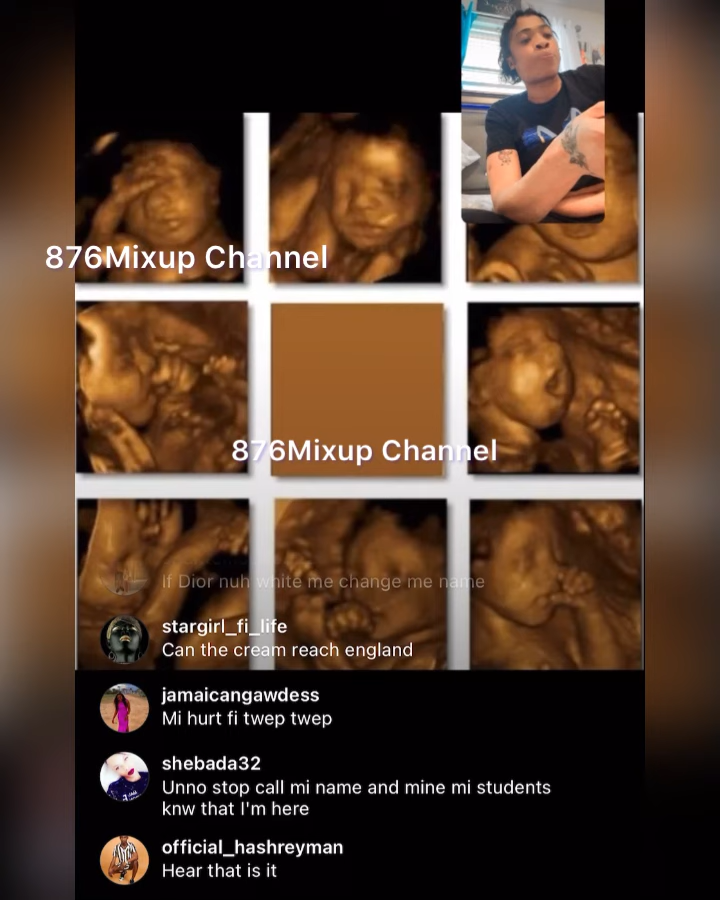 876Mixup Channel
876Mixup Channel
If Dior nuh white me change me name
stargirl_fi_life
Can the cream reach england
jamaicangawdess
Mi hurt fi twep twep
shebada32
Unno stop call mi name and mine mi students
knw that I'm here
official_hashreyman
Hear that is it